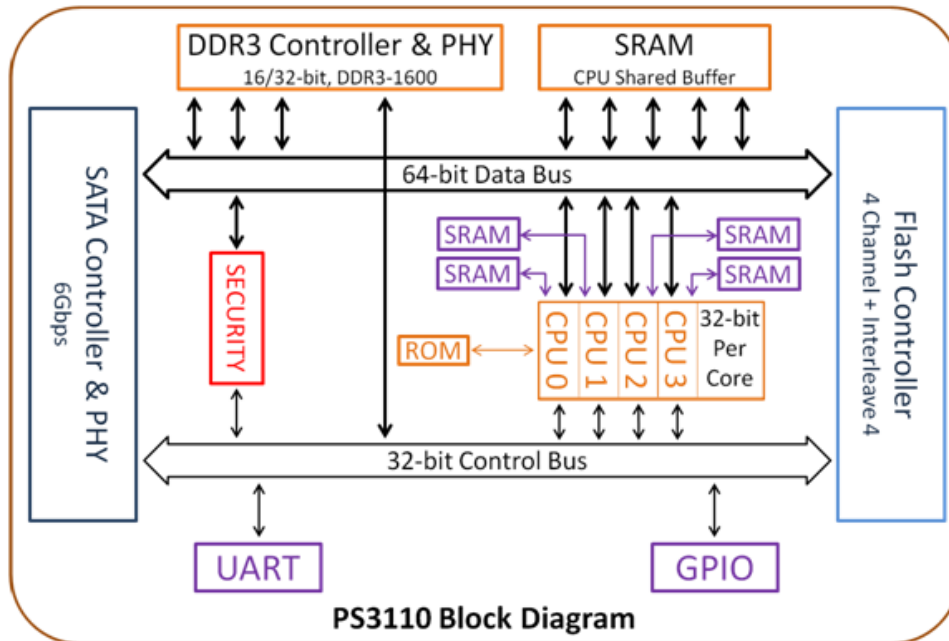 DDR3 Controller & PHY
16/32-bit, DDR3-1600
SRAM
CPU Shared Buffer
SATA Controller & PHY
6Gbps
64-bit Data Bus
Flash Controller
4 Channel + Interleave 4
SECURITY
SRAM
SRAM
SRAM
SRAM
ROM
CPU 0
CPU 1
CPU 2
CPU 3
32-bit
Per
Core
32-bit Control Bus
UART
GPIO
PS3110 Block Diagram